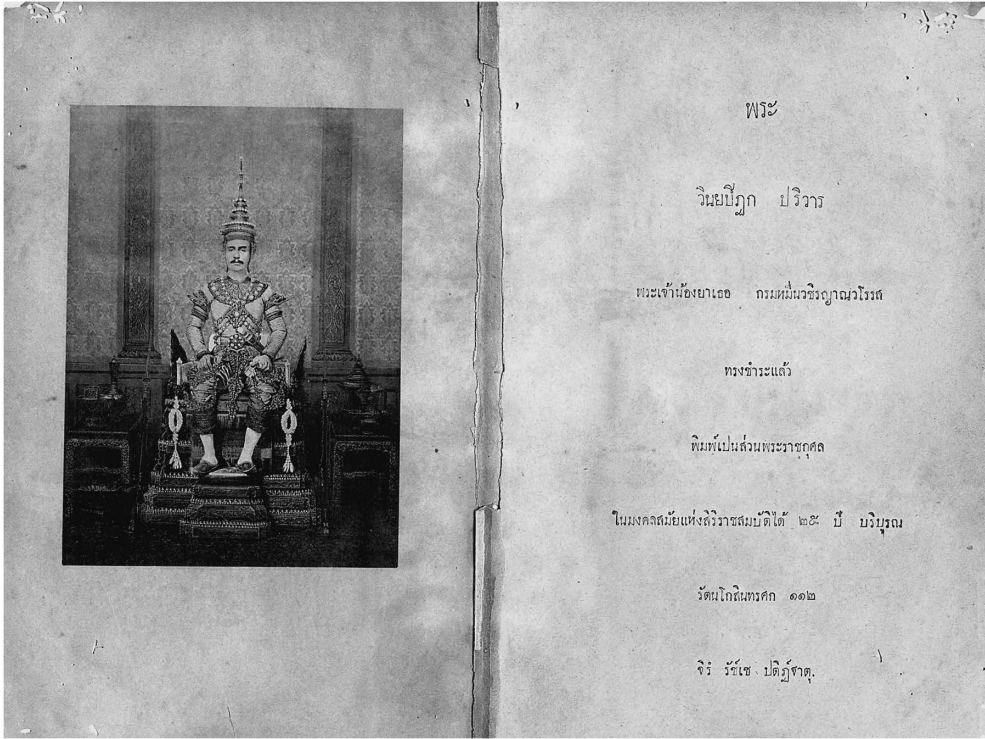 พระ
วินยปิฎก ปริวาร
พระเจ้าน้องยาเธอ กรมหมื่นวชิรญาณวโรรส
ทรงชำระแล้ว
พิมพ์เปนส่วนพระราชกุศล
ในมงคลสมัยแห่งสิริราชสมบัติได้ ๒๕ ปี บริบุรณ
รัตนโกสินทรศก ๑๑๒
จิรํ รัชเช ปติฏ์ฐาตุ.